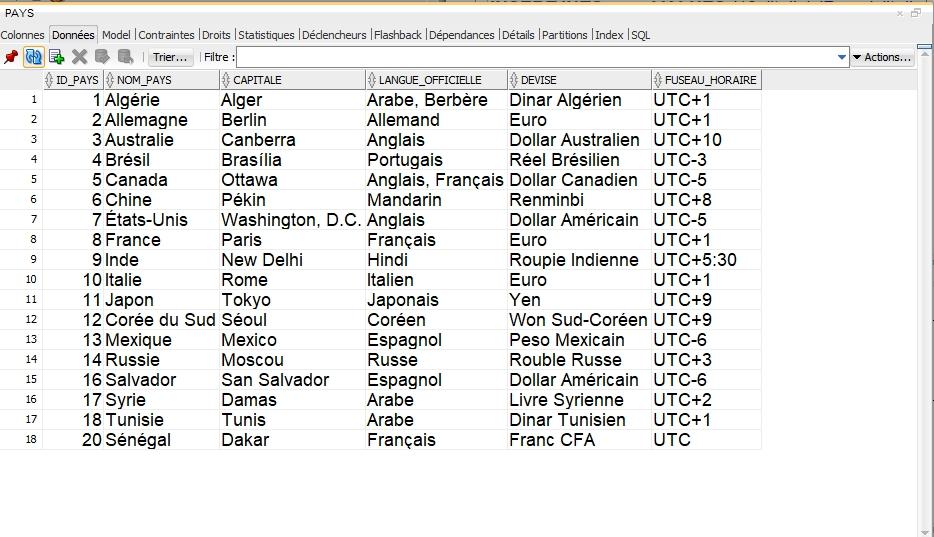 PAYS
Colonnes Données Model Contraintes Droits Statistiques Déclencheurs Flashback Dépendances Détails Partitions Index SQL
Trier... Filtre : Actions...
ID_PAYS NOM_PAYS CAPITALE LANGUE_OFFICIELLE DEVISE FUSEAU_HORAIRE
1 1 Algérie Alger Arabe, Berbère Dinar Algérien UTC+1
2 2 Allemagne Berlin Allemand Euro UTC+1
3 3 Australie Canberra Anglais Dollar Australien UTC+10
4 4 Brésil Brasília Portugais Réel Brésilien UTC-3
5 5 Canada Ottawa Anglais, Français Dollar Canadien UTC-5
6 6 Chine Pékin Mandarin Renminbi UTC+8
7 7 États-Unis Washington, D.C. Anglais Dollar Américain UTC-5
8 8 France Paris Français Euro UTC+1
9 9 Inde New Delhi Hindi Roupie Indienne UTC+5:30
10 10 Italie Rome Italien Euro UTC+1
11 11 Japon Tokyo Japonais Yen UTC+9
12 12 Corée du Sud Séoul Coréen Won Sud-Coréen UTC+9
13 13 Mexique Mexico Espagnol Peso Mexicain UTC-6
14 14 Russie Moscou Russe Rouble Russe UTC+3
15 16 Salvador San Salvador Espagnol Dollar Américain UTC-6
16 17 Syrie Damas Arabe Livre Syrienne UTC+2
17 18 Tunisie Tunis Arabe Dinar Tunisien UTC+1
18 20 Sénégal Dakar Français Franc CFA UTC